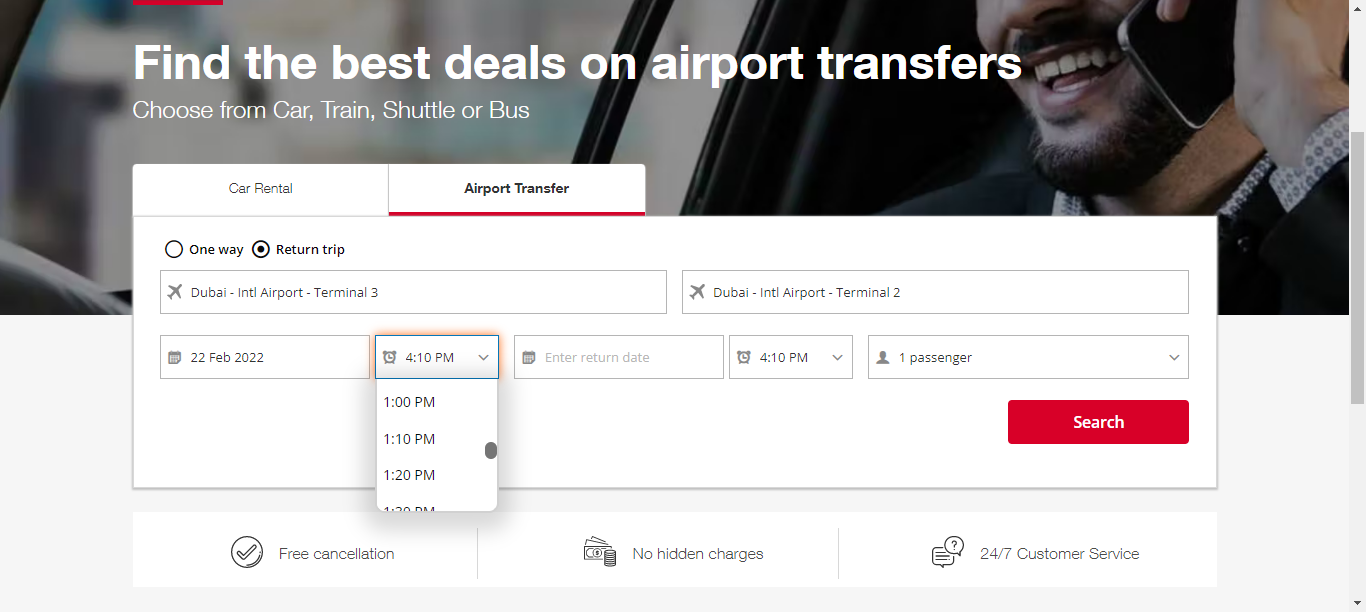 Find the best deals on airport transfers
Choose from Car, Train, Shuttle or Bus
Car Rental
Airport Transfer
One way
Return trip
Dubai - Intl Airport - Terminal 3
Dubai - Intl Airport - Terminal 2
22 Feb 2022
4:10 PM
Enter return date
4:10 PM
1 passenger
1:00 PM
1:10 PM
1:20 PM
1:30 PM
Search
Free cancellation
No hidden charges
24/7 Customer Service